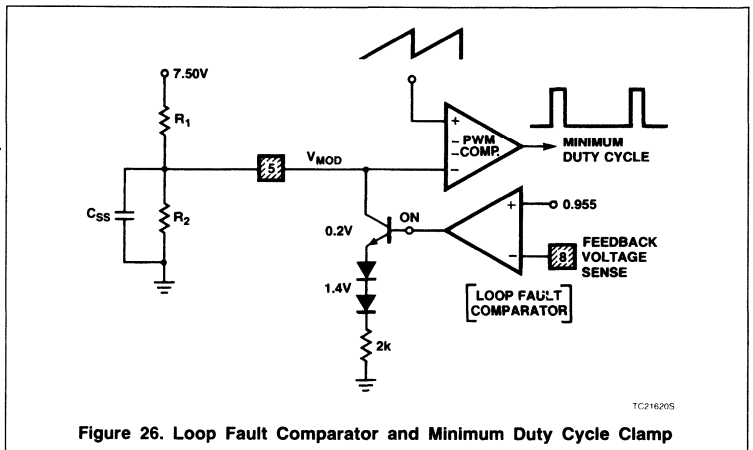 7.50V
R1
CSS
R2
5
VMOD
+
PWM
COMP.
−
MINIMUM
DUTY CYCLE
0.2V
ON
+
0.955
−
8
FEEDBACK
VOLTAGE
SENSE
1.4V
LOOP FAULT
COMPARATOR
2k
TC21620S
Figure 26. Loop Fault Comparator and Minimum Duty Cycle Clamp